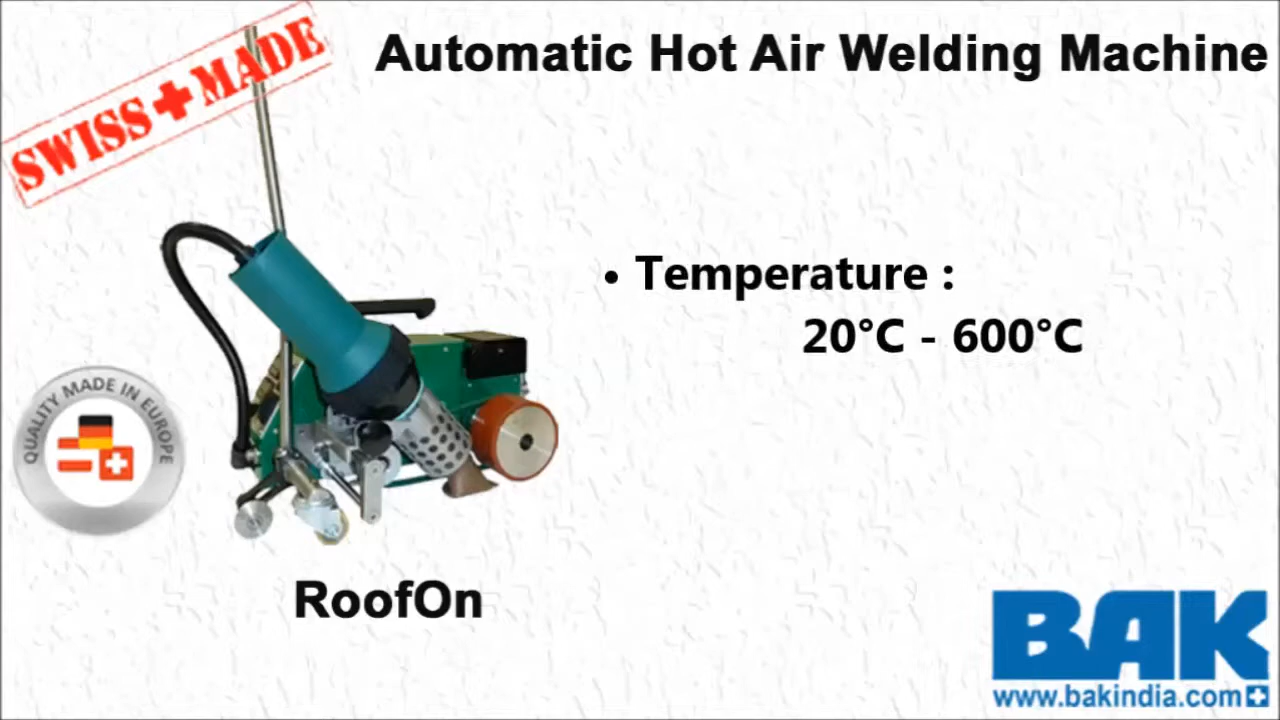 SWISS MADE
Automatic Hot Air Welding Machine
• Temperature :
20°C - 600°C
QUALITY MADE IN EUROPE
RoofOn
BAK
www.bakindia.com